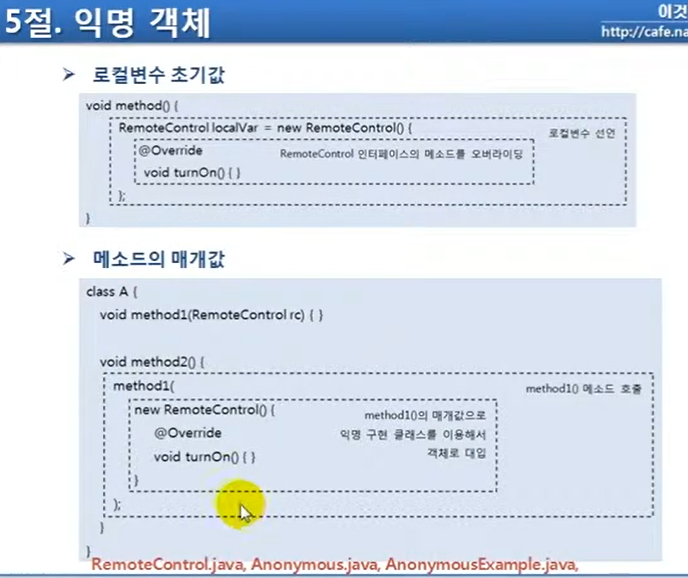 5절. 익명 객체
이것
http://cafe.na
➢ 로컬변수 초기값
void method() {
RemoteControl localVar = new RemoteControl() {
로컬변수 선언
@Override
RemoteControl 인터페이스의 메소드를 오버라이딩
void turnOn() { }
};
}
➢ 메소드의 매개값
class A {
void method1(RemoteControl rc) { }
void method2() {
method1(
method1() 메소드 호출
new RemoteControl() {
method1()의 매개값으로
@Override
익명 구현 클래스를 이용해서
void turnOn() { }
객체로 대입
}
);
}
}
RemoteControl.java, Anonymous.java, AnonymousExample.java,